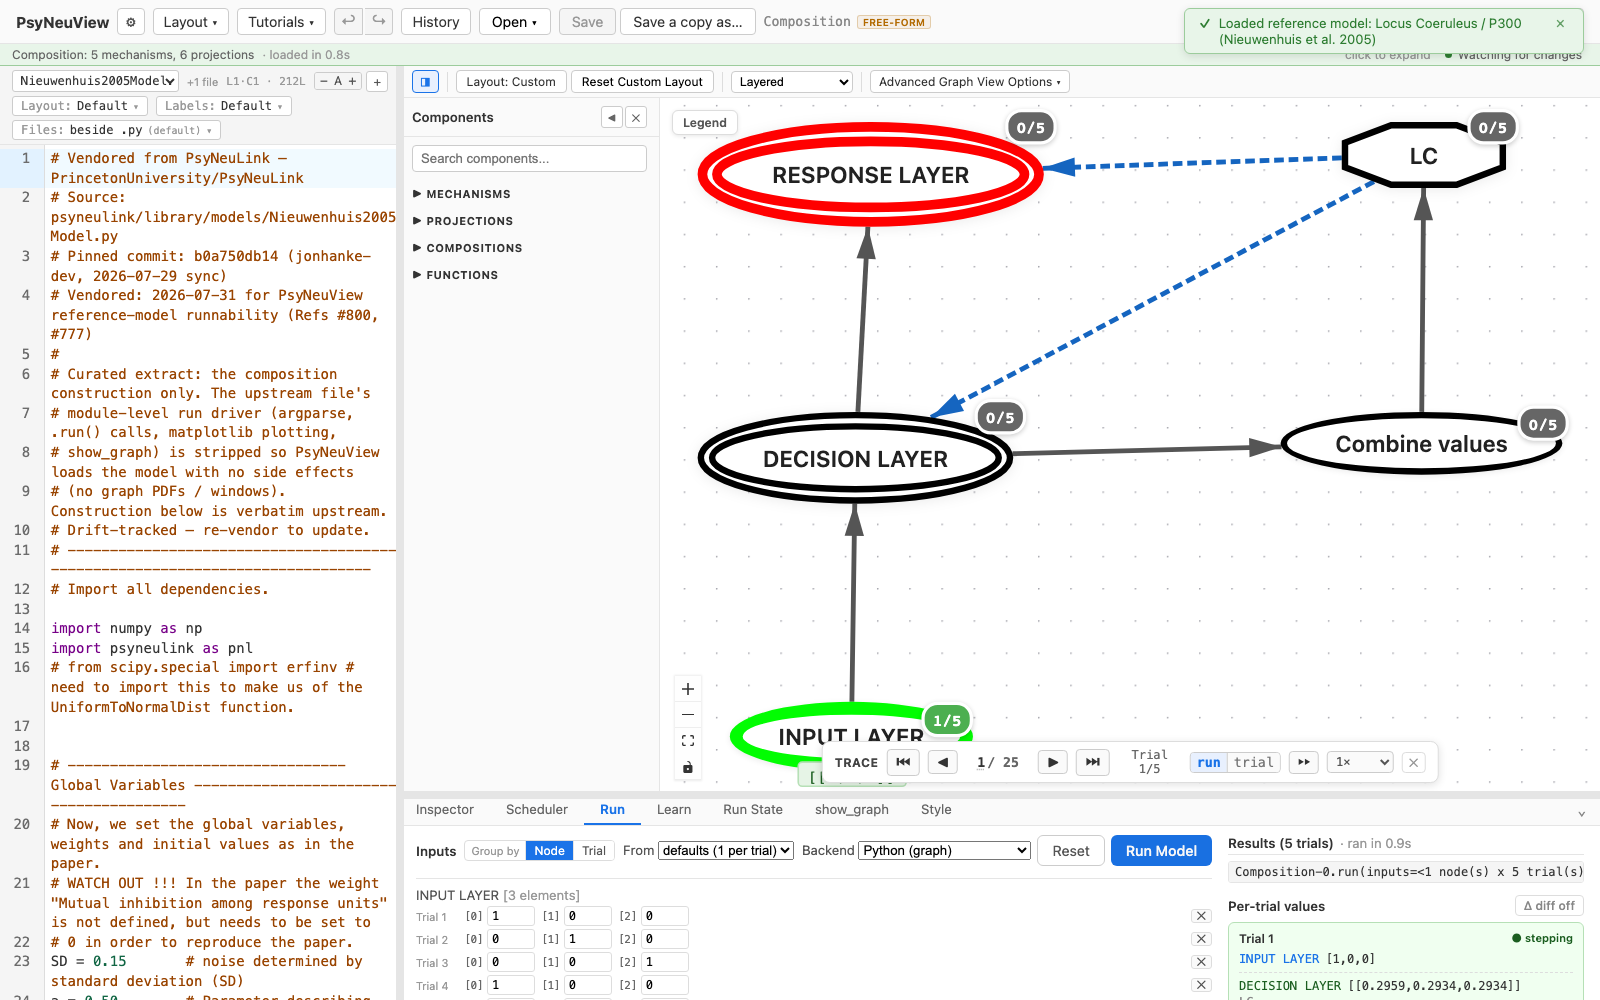 PsyNeuView ⚙ Layout ▾ Tutorials ▾ ↩ ↪ History Open ▾ Save Save a copy as... Composition FREE-FORM
✓ Loaded reference model: Locus Coeruleus / P300 (Nieuwenhuis et al. 2005) ×
Composition: 5 mechanisms, 6 projections · loaded in 0.8s
click to expand ● Watching for changes
Nieuwenhuis2005Model +1 file L1:C1 · 212L − A + +
Layout: Default ▾ Labels: Default ▾
Files: beside .py (default) ▾
1 # Vendored from PsyNeuLink —
PrincetonUniversity/PsyNeuLink
2 # Source:
psyneulink/library/models/Nieuwenhuis2005
Model.py
3 # Pinned commit: b0a750db14 (jonhanke-
dev, 2026-07-29 sync)
4 # Vendored: 2026-07-31 for PsyNeuView
reference-model runnability (Refs #800,
#777)
5 #
6 # Curated extract: the composition
construction only. The upstream file's
7 # module-level run driver (argparse,
.run() calls, matplotlib plotting,
8 # show_graph) is stripped so PsyNeuView
loads the model with no side effects
9 # (no graph PDFs / windows).
Construction below is verbatim upstream.
10 # Drift-tracked — re-vendor to update.
11 # ---------------------------------------
--------------------------------------
12 # Import all dependencies.
13
14 import numpy as np
15 import psyneulink as pnl
16 # from scipy.special import erfinv #
need to import this to make us of the
UniformToNormalDist function.
17
18
19 # ---------------------------------
Global Variables ------------------------
----------------
20 # Now, we set the global variables,
weights and initial values as in the
paper.
21 # WATCH OUT !!! In the paper the weight
"Mutual inhibition among response units"
is not defined, but needs to be set to
22 # 0 in order to reproduce the paper.
23 SD = 0.15 # noise determined by
standard deviation (SD)
24 a = 0.50 # Parameter describing
Layout: Custom Reset Custom Layout Layered Advanced Graph View Options ▾
Components ◀ ×
Search components...
▶ MECHANISMS
▶ PROJECTIONS
▶ COMPOSITIONS
▶ FUNCTIONS
Legend
RESPONSE LAYER
0/5
LC
0/5
DECISION LAYER
0/5
Combine values
0/5
INPUT LAYER
1/5
TRACE ⏮ ◀ 1 / 25 ▶ ⏭ Trial 1/5 run trial ▸▸ 1× ×
Inspector Scheduler Run Learn Run State show_graph Style
Inputs Group by Node Trial From defaults (1 per trial) Backend Python (graph) Reset Run Model
INPUT LAYER [3 elements]
Trial 1 [0] 1 [1] 0 [2] 0 ×
Trial 2 [0] 0 [1] 1 [2] 0 ×
Trial 3 [0] 0 [1] 0 [2] 1 ×
Trial 4 [0] 1 [1] 0 [2] 0 ×
Results (5 trials) · ran in 0.9s
Composition-0.run(inputs=<1 node(s) x 5 trial(s)
Per-trial values Δ diff off
Trial 1 ● stepping
INPUT LAYER [1,0,0]
DECISION LAYER [[0.2959,0.2934,0.2934]]